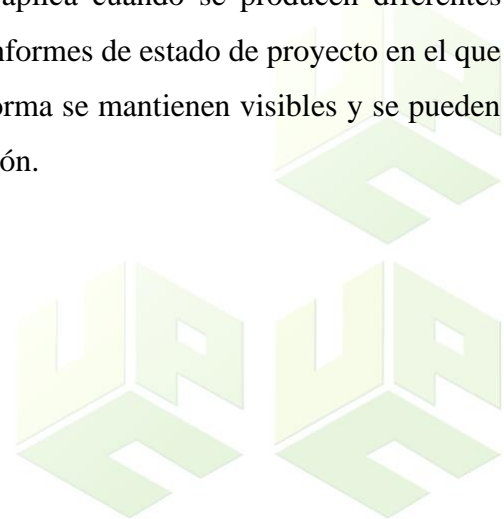 aplica cuando se producen diferentes
nformes de estado de proyecto en el que
orma se mantienen visibles y se pueden
ón.